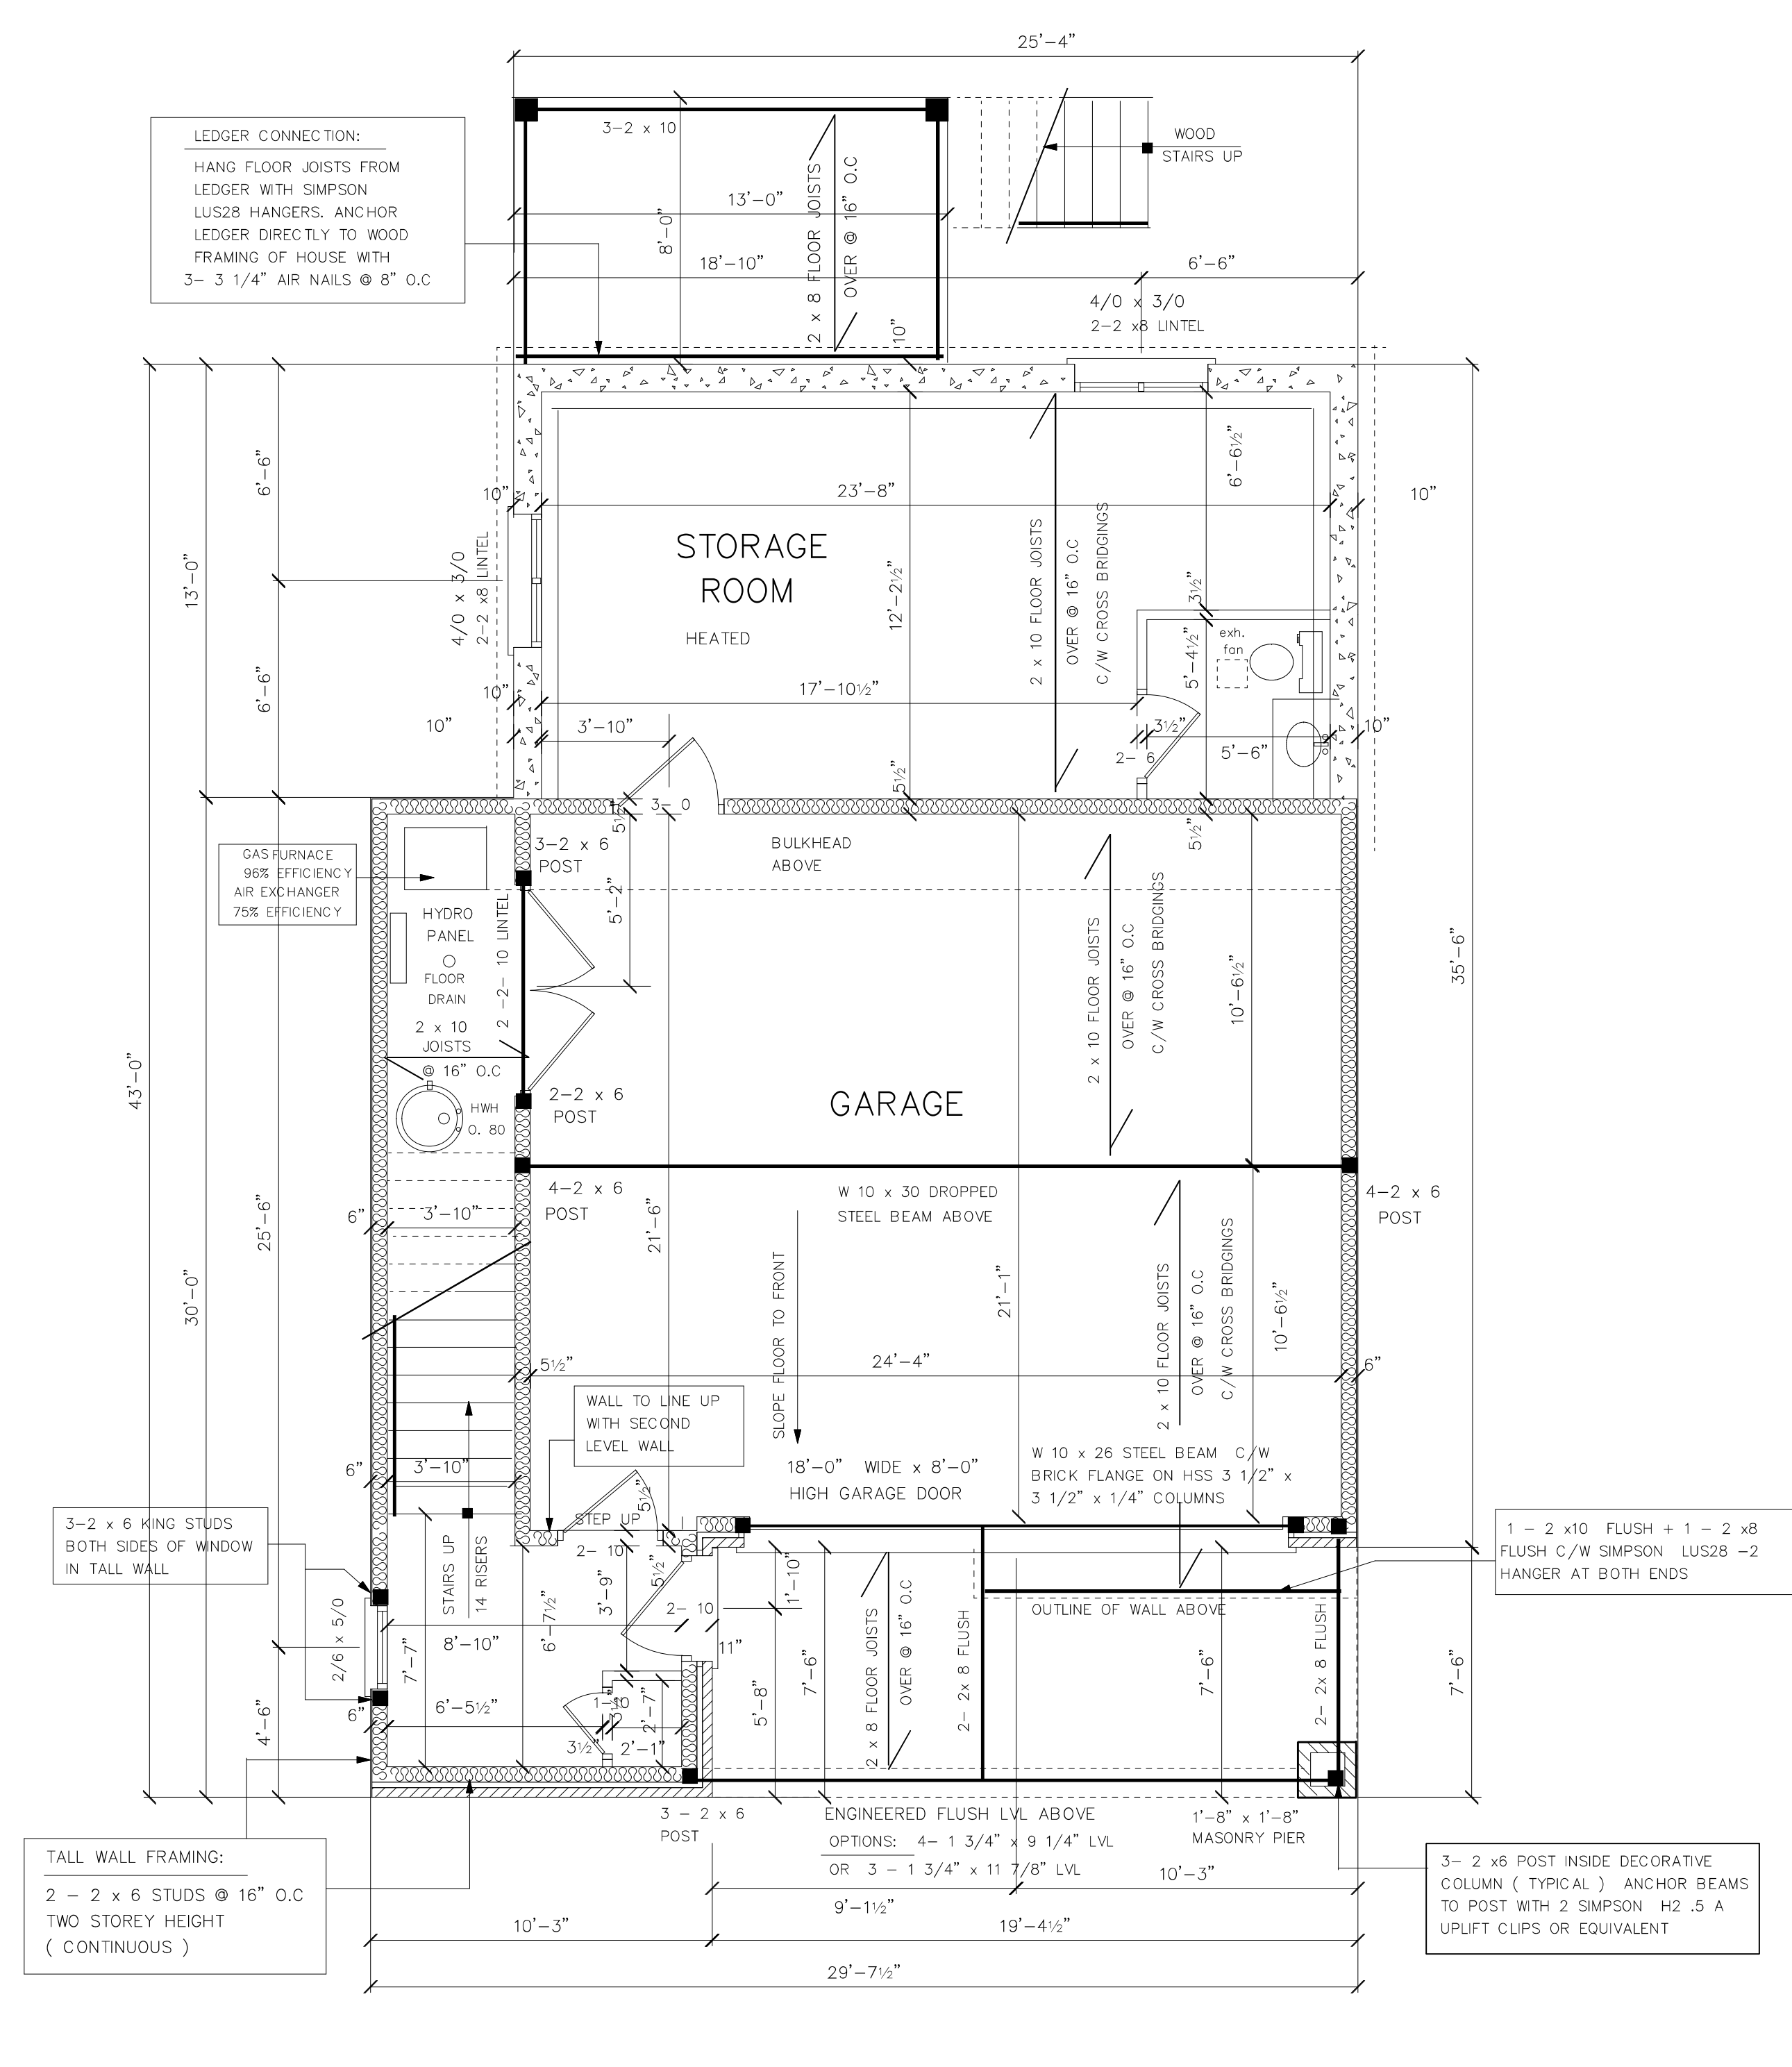 25'-4"
LEDGER CONNECTION:
HANG FLOOR JOISTS FROM
LEDGER WITH SIMPSON
LUS28 HANGERS. ANCHOR
LEDGER DIRECTLY TO WOOD
FRAMING OF HOUSE WITH
3- 3 1/4" AIR NAILS @ 8" O.C
3-2 x 10
WOOD
STAIRS UP
13'-0"
8'-0"
2 x 8 FLOOR JOISTS
OVER @ 16" O.C
18'-10"
6'-6"
4/0 x 3/0
2-2 x8 LINTEL
10"
6'-6"
10"
23'-8"
6'-6½"
10"
STORAGE
ROOM
HEATED
4/0 x 3/0
2-2 x8 LINTEL
13'-0"
12'-2½"
2 x 10 FLOOR JOISTS
OVER @ 16" O.C
C/W CROSS BRIDGINGS
3½"
exh.
fan
5'-4½"
6'-6"
10"
17'-10½"
10"
3'-10"
3½"
10"
2- 6
5'-6"
5½"
3- 0
5½"
5½"
3-2 x 6
POST
BULKHEAD
ABOVE
GAS FURNACE
96% EFFICIENCY
AIR EXCHANGER
75% EFFICIENCY
5'-2"
HYDRO
PANEL
FLOOR
DRAIN
2 -2- 10 LINTEL
2 x 10
JOISTS
@ 16" O.C
2 x 10 FLOOR JOISTS
OVER @ 16" O.C
C/W CROSS BRIDGINGS
10'-6½"
35'-6"
43'-0"
HWH
O. 80
2-2 x 6
POST
GARAGE
4-2 x 6
POST
W 10 x 30 DROPPED
STEEL BEAM ABOVE
4-2 x 6
POST
6"
3'-10"
25'-6"
21'-6"
30'-0"
SLOPE FLOOR TO FRONT
21'-1"
2 x 10 FLOOR JOISTS
OVER @ 16" O.C
C/W CROSS BRIDGINGS
10'-6½"
5½"
24'-4"
6"
WALL TO LINE UP
WITH SECOND
LEVEL WALL
6"
3'-10"
18'-0" WIDE x 8'-0"
HIGH GARAGE DOOR
W 10 x 26 STEEL BEAM C/W
BRICK FLANGE ON HSS 3 1/2" x
3 1/2" x 1/4" COLUMNS
3-2 x 6 KING STUDS
BOTH SIDES OF WINDOW
IN TALL WALL
STEP UP
5½"
2- 10
1 - 2 x10 FLUSH + 1 - 2 x8
FLUSH C/W SIMPSON LUS28 -2
HANGER AT BOTH ENDS
STAIRS UP
14 RISERS
3'-9"
5½"
1'-10"
2- 10
OUTLINE OF WALL ABOVE
2/6 x 5/0
8'-10"
6'-7½"
7'-7"
11"
2 x 8 FLOOR JOISTS
OVER @ 16" O.C
2- 2x 8 FLUSH
2- 2x 8 FLUSH
7'-6"
7'-6"
7'-6"
5'-8"
4'-6"
6"
6'-5½"
1-10
3½"
2'-7"
3½"
2'-1"
3 - 2 x 6
POST
ENGINEERED FLUSH LVL ABOVE
OPTIONS: 4- 1 3/4" x 9 1/4" LVL
OR 3 - 1 3/4" x 11 7/8" LVL
1'-8" x 1'-8"
MASONRY PIER
TALL WALL FRAMING:
2 - 2 x 6 STUDS @ 16" O.C
TWO STOREY HEIGHT
( CONTINUOUS )
3- 2 x6 POST INSIDE DECORATIVE
COLUMN ( TYPICAL ) ANCHOR BEAMS
TO POST WITH 2 SIMPSON H2 .5 A
UPLIFT CLIPS OR EQUIVALENT
10'-3"
9'-1½"
10'-3"
19'-4½"
29'-7½"